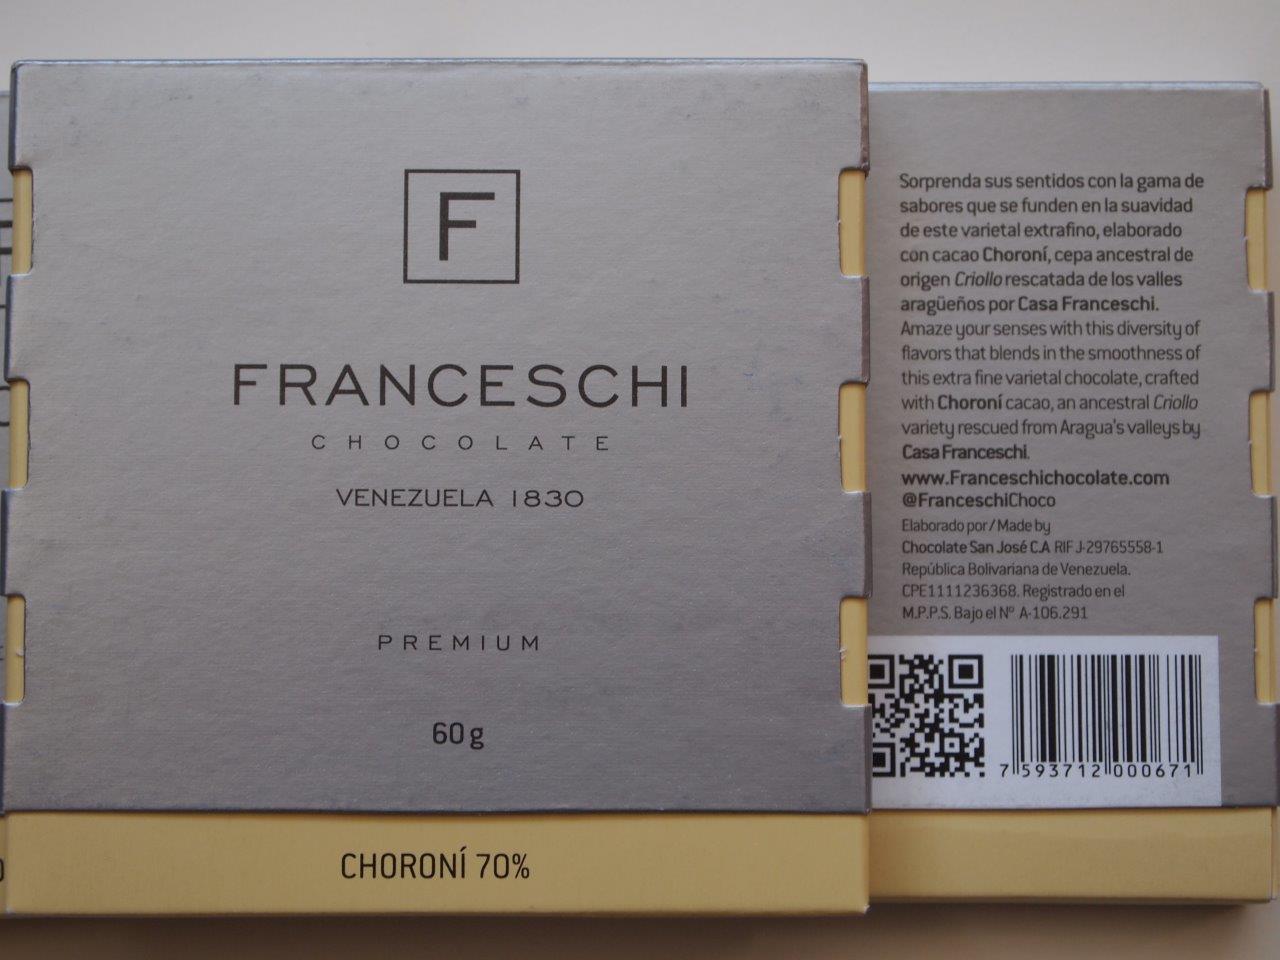 F
FRANCESCHI
CHOCOLATE
VENEZUELA 1830
PREMIUM
60g
CHORONÍ 70%
Sorprenda sus sentidos con la gama de
sabores que se funden en la suavidad
de este varietal extrafino, elaborado
con cacao Choroní, cepa ancestral de
origen Criollo rescatada de los valles
aragüeños por Casa Franceschi.
Amaze your senses with this diversity of
flavors that blends in the smoothness of
this extra fine varietal chocolate, crafted
with Choroní cacao, an ancestral Criollo
variety rescued from Aragua's valleys by
Casa Franceschi.
www.Franceschichocolate.com
@FranceschiChoco
Elaborado por/Made by
Chocolate San José C.A RIF J-29765558-1
República Bolivariana de Venezuela.
CPE1111236368. Registrado en el
M.P.P.S. Bajo el Nº A-106.291
7 593712 000671